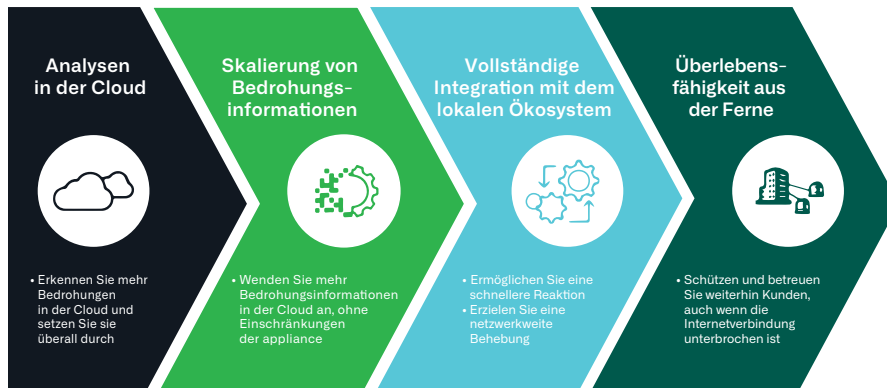 Analysen
in der Cloud
• Erkennen Sie mehr
Bedrohungen
in der Cloud und
setzen Sie sie
überall durch
Skalierung von
Bedrohungs-
informationen
• Wenden Sie mehr
Bedrohungsinformationen
in der Cloud an, ohne
Einschränkungen
der appliance
Vollständige
Integration mit dem
lokalen Ökosystem
• Ermöglichen Sie eine
schnellere Reaktion
• Erzielen Sie eine
netzwerkweite
Behebung
Überlebens-
fähigkeit aus
der Ferne
• Schützen und betreuen
Sie weiterhin Kunden,
auch wenn die
Internetverbindung
unterbrochen ist